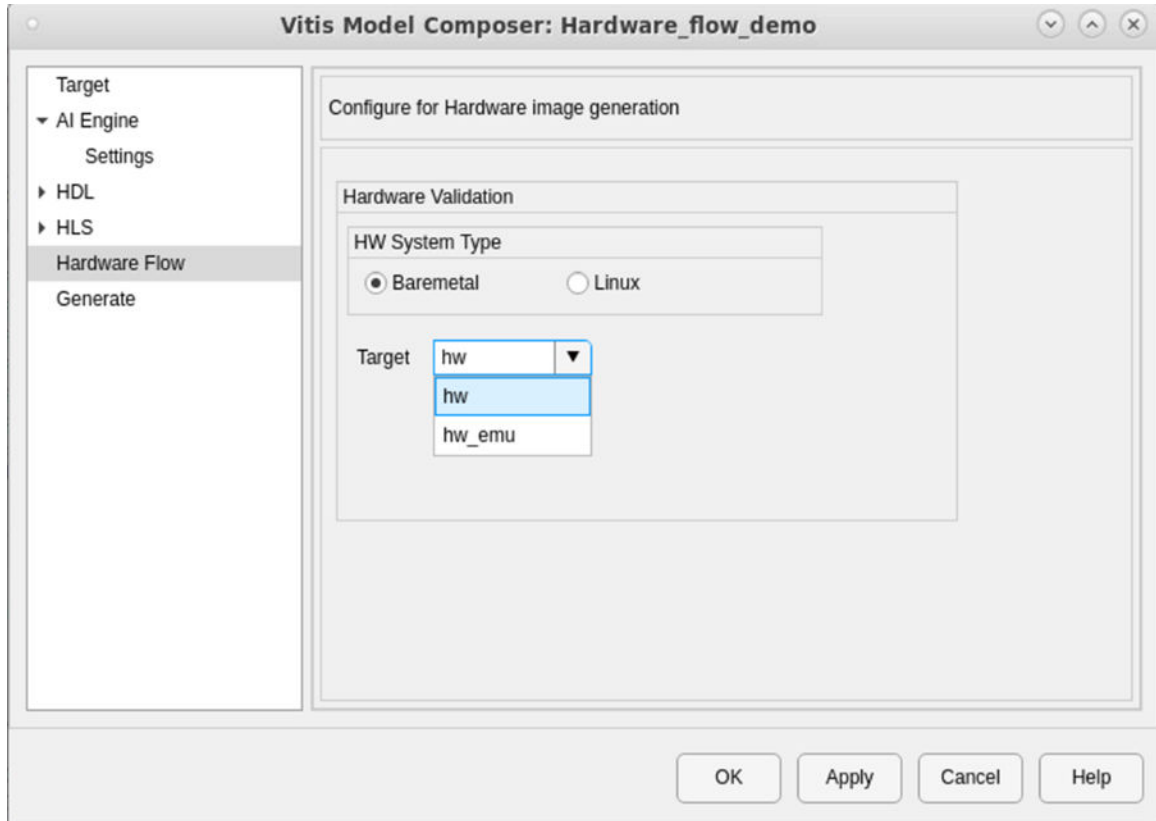 Vitis Model Composer: Hardware_flow_demo
Target
AI Engine
Settings
HDL
HLS
Hardware Flow
Generate
Configure for Hardware image generation
Hardware Validation
HW System Type
Baremetal Linux
Target hw
hw
hw_emu
OK Apply Cancel Help